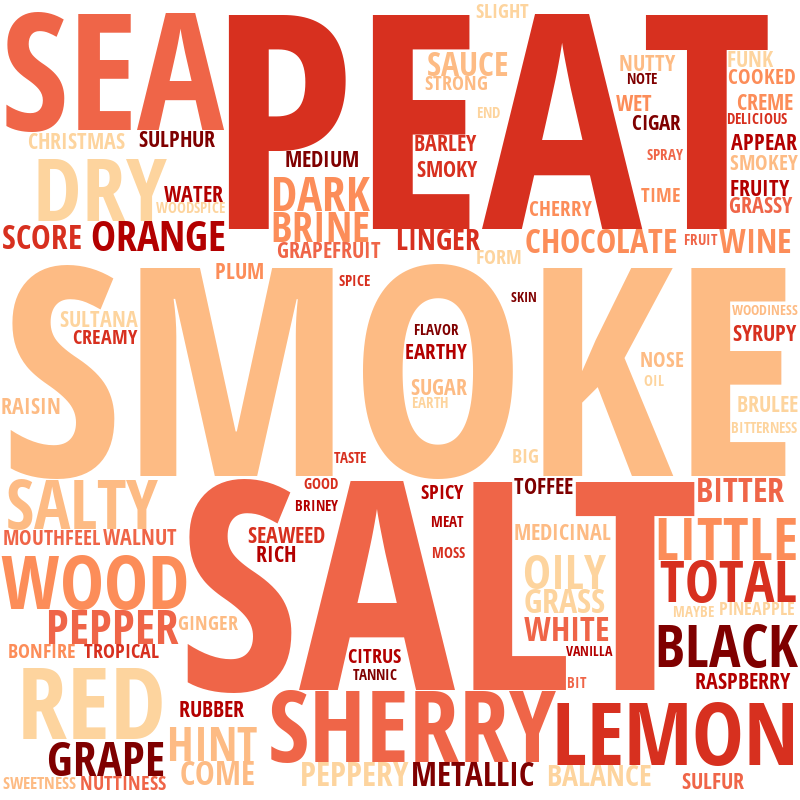 SLIGHT
SEA PEAT
SAUCE NUTTY FUNK
STRONG NOTE COOKED
WET CREME
END CIGAR DELICIOUS
CHRISTMAS SULPHUR BARLEY APPEAR
MEDIUM SMOKY SPRAY SMOKEY
DRY WATER DARK TIME FRUITY
WOODSPICE CHERRY GRASSY
SCORE ORANGE BRINE LINGER CHOCOLATE FRUIT WINE
GRAPEFRUIT FORM
PLUM SPICE
SMOKE
SKIN
SULTANA FLAVOR WOODINESS
CREAMY EARTHY SYRUPY
NOSE
SUGAR OIL
RAISIN EARTH BRULEE
BITTERNESS
TASTE BIG
SALTY GOOD SPICY TOFFEE BITTER
BRINEY
SALT
MEAT
MOUTHFEEL WALNUT SEAWEED MEDICINAL LITTLE
RICH MOSS
WOOD OILY TOTAL
GRASS
PEPPER GINGER WHITE MAYBE PINEAPPLE
BONFIRE TROPICAL CITRUS VANILLA BLACK
TANNIC BIT RASPBERRY
RED RUBBER
SHERRY LEMON
GRAPE HINT
SWEETNESS NUTTINESS COME PEPPERY METALLIC BALANCE SULFUR